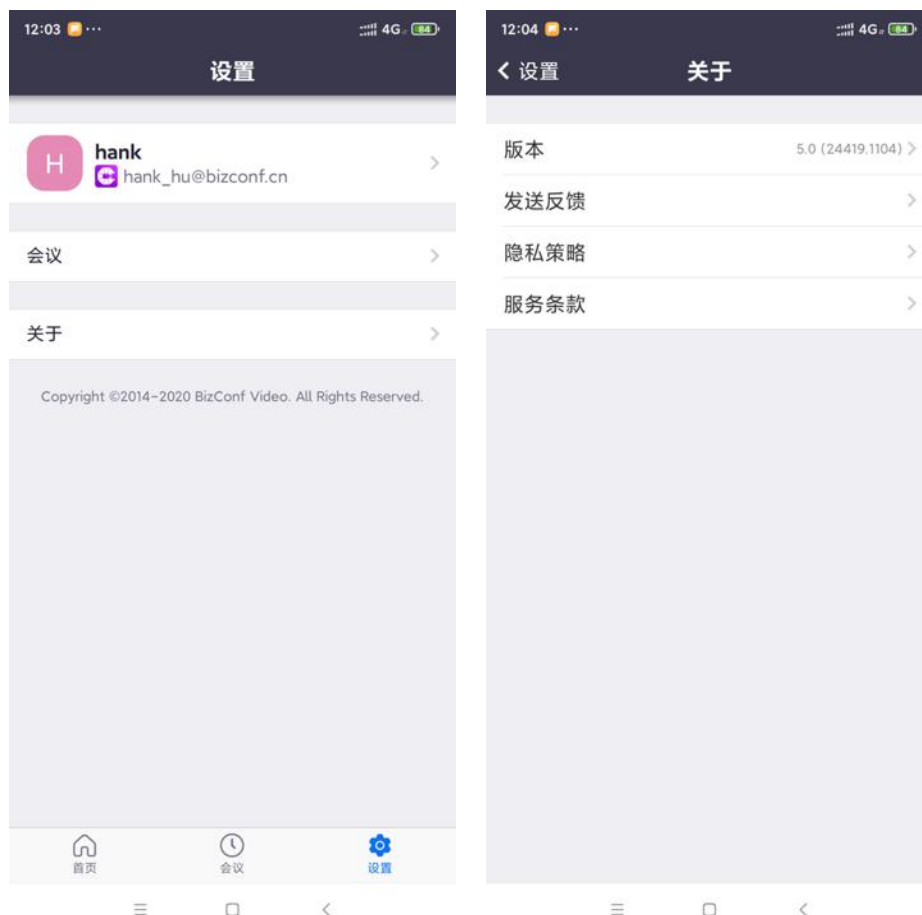 12:03
4G
84
设置
H
hank
hank_hu@bizconf.cn
会议
关于
Copyright ©2014-2020 BizConf Video. All Rights Reserved.
首页
会议
设置
12:04
4G
84
设置
关于
版本
5.0 (24419.1104)
发送反馈
隐私策略
服务条款